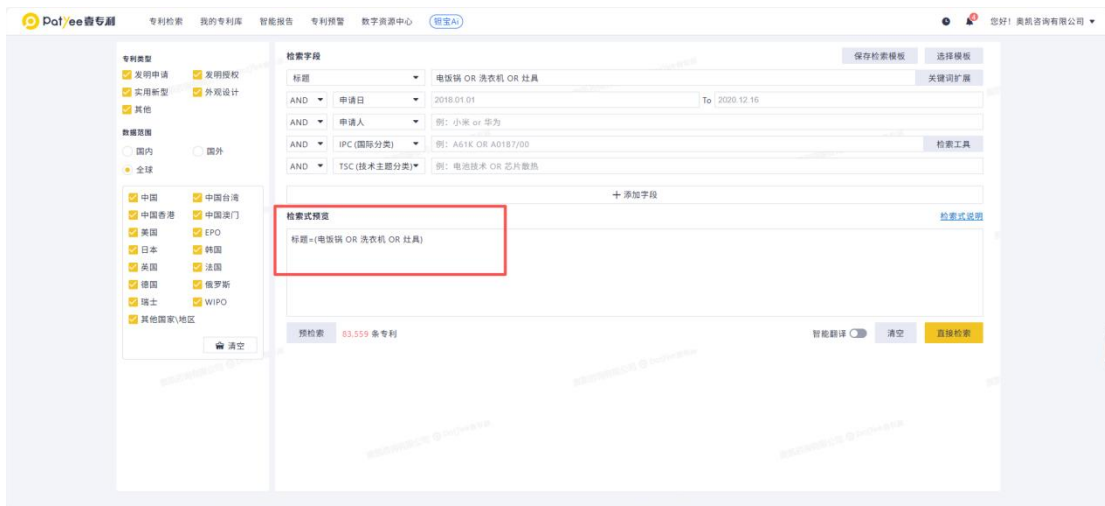 Patyee壹专利 专利检索 我的专利库 智能报告 专利预警 数字资源中心 钳宝Ai 4 您好！奥凯咨询有限公司
专利类型
发明申请 发明授权
实用新型 外观设计
其他
数据范围
国内 国外
全球
中国 中国台湾
中国香港 中国澳门
美国 EPO
日本 韩国
英国 法国
德国 俄罗斯
瑞士 WIPO
其他国家\地区
清空
检索字段 保存检索模板 选择模板
标题 电饭锅 OR 洗衣机 OR 灶具 关键词扩展
AND 申请日 2018.01.01 To 2020.12.16
AND 申请人 例：小米 or 华为
AND IPC(国际分类) 例：A61K OR A0187/00 检索工具
AND TSC(技术主题分类) 例：电池技术 OR 芯片散热
+ 添加字段
检索式预览 检索式说明
标题=(电饭锅 OR 洗衣机 OR 灶具)
预检索 83,559 条专利 智能翻译 清空 直接检索